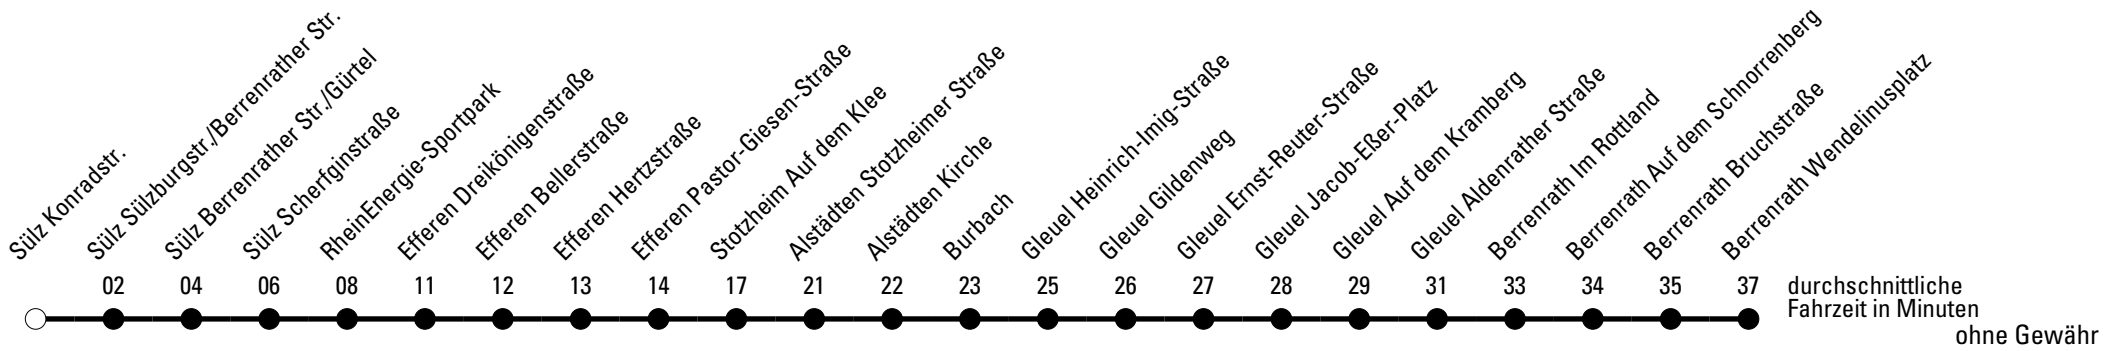 Sülz Konradstr.
Sülz Sülzburgstr./Berrenrather Str.
Sülz Berrenrather Str./Gürtel
Sülz Scherfginstraße
RheinEnergie-Sportpark
Efferen Dreikönigenstraße
Efferen Bellerstraße
Efferen Hertzstraße
Efferen Pastor-Giesen-Straße
Stotzheim Auf dem Klee
Alstädten Stotzheimer Straße
Alstädten Kirche
Burbach
Gleuel Heinrich-Imig-Straße
Gleuel Gildenweg
Gleuel Ernst-Reuter-Straße
Gleuel Jacob-Eßer-Platz
Gleuel Auf dem Kramberg
Gleuel Aldenrather Straße
Berrenrath Im Rottland
Berrenrath Auf dem Schnorrenberg
Berrenrath Bruchstraße
Berrenrath Wendelinusplatz
02 04 06 08 11 12 13 14 17 21 22 23 25 26 27 28 29 31 33 34 35 37
durchschnittliche
Fahrzeit in Minuten
ohne Gewähr